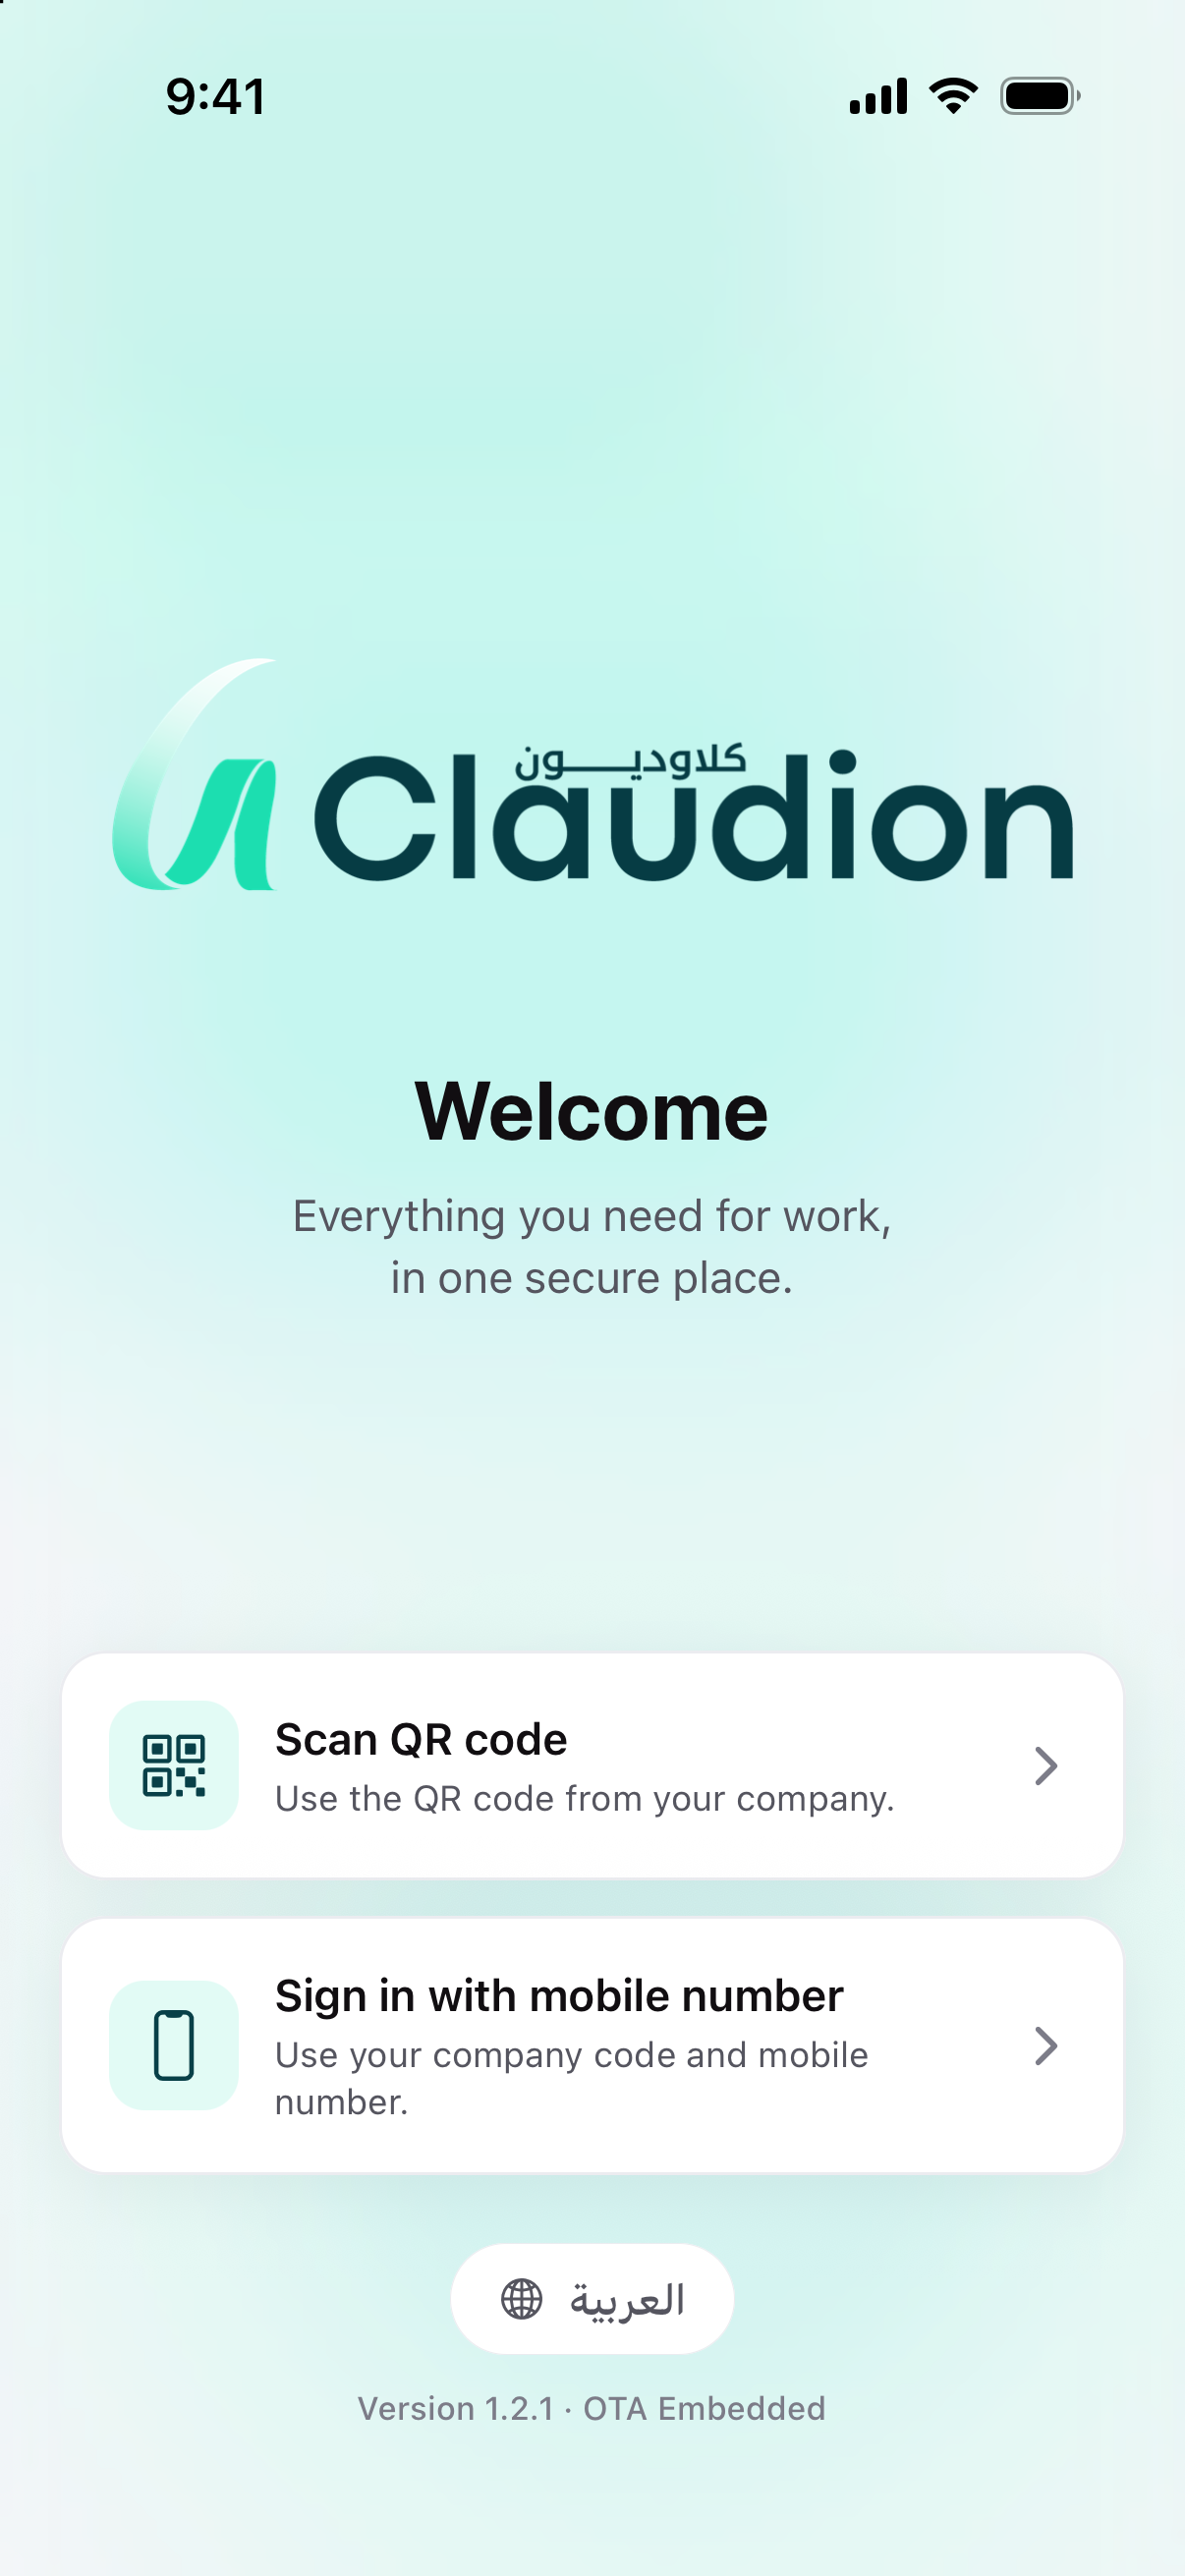 9:41
كلاوديـــــون
Claudion
Welcome
Everything you need for work,
in one secure place.
Scan QR code
Use the QR code from your company.
Sign in with mobile number
Use your company code and mobile
number.
العربية
Version 1.2.1 · OTA Embedded